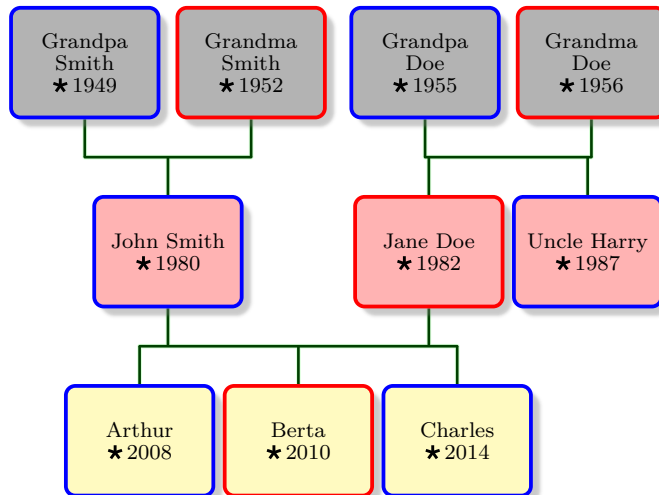 Grandpa
Smith
★ 1949
Grandma
Smith
★ 1952
Grandpa
Doe
★ 1955
Grandma
Doe
★ 1956
John Smith
★ 1980
Jane Doe
★ 1982
Uncle Harry
★ 1987
Arthur
★ 2008
Berta
★ 2010
Charles
★ 2014